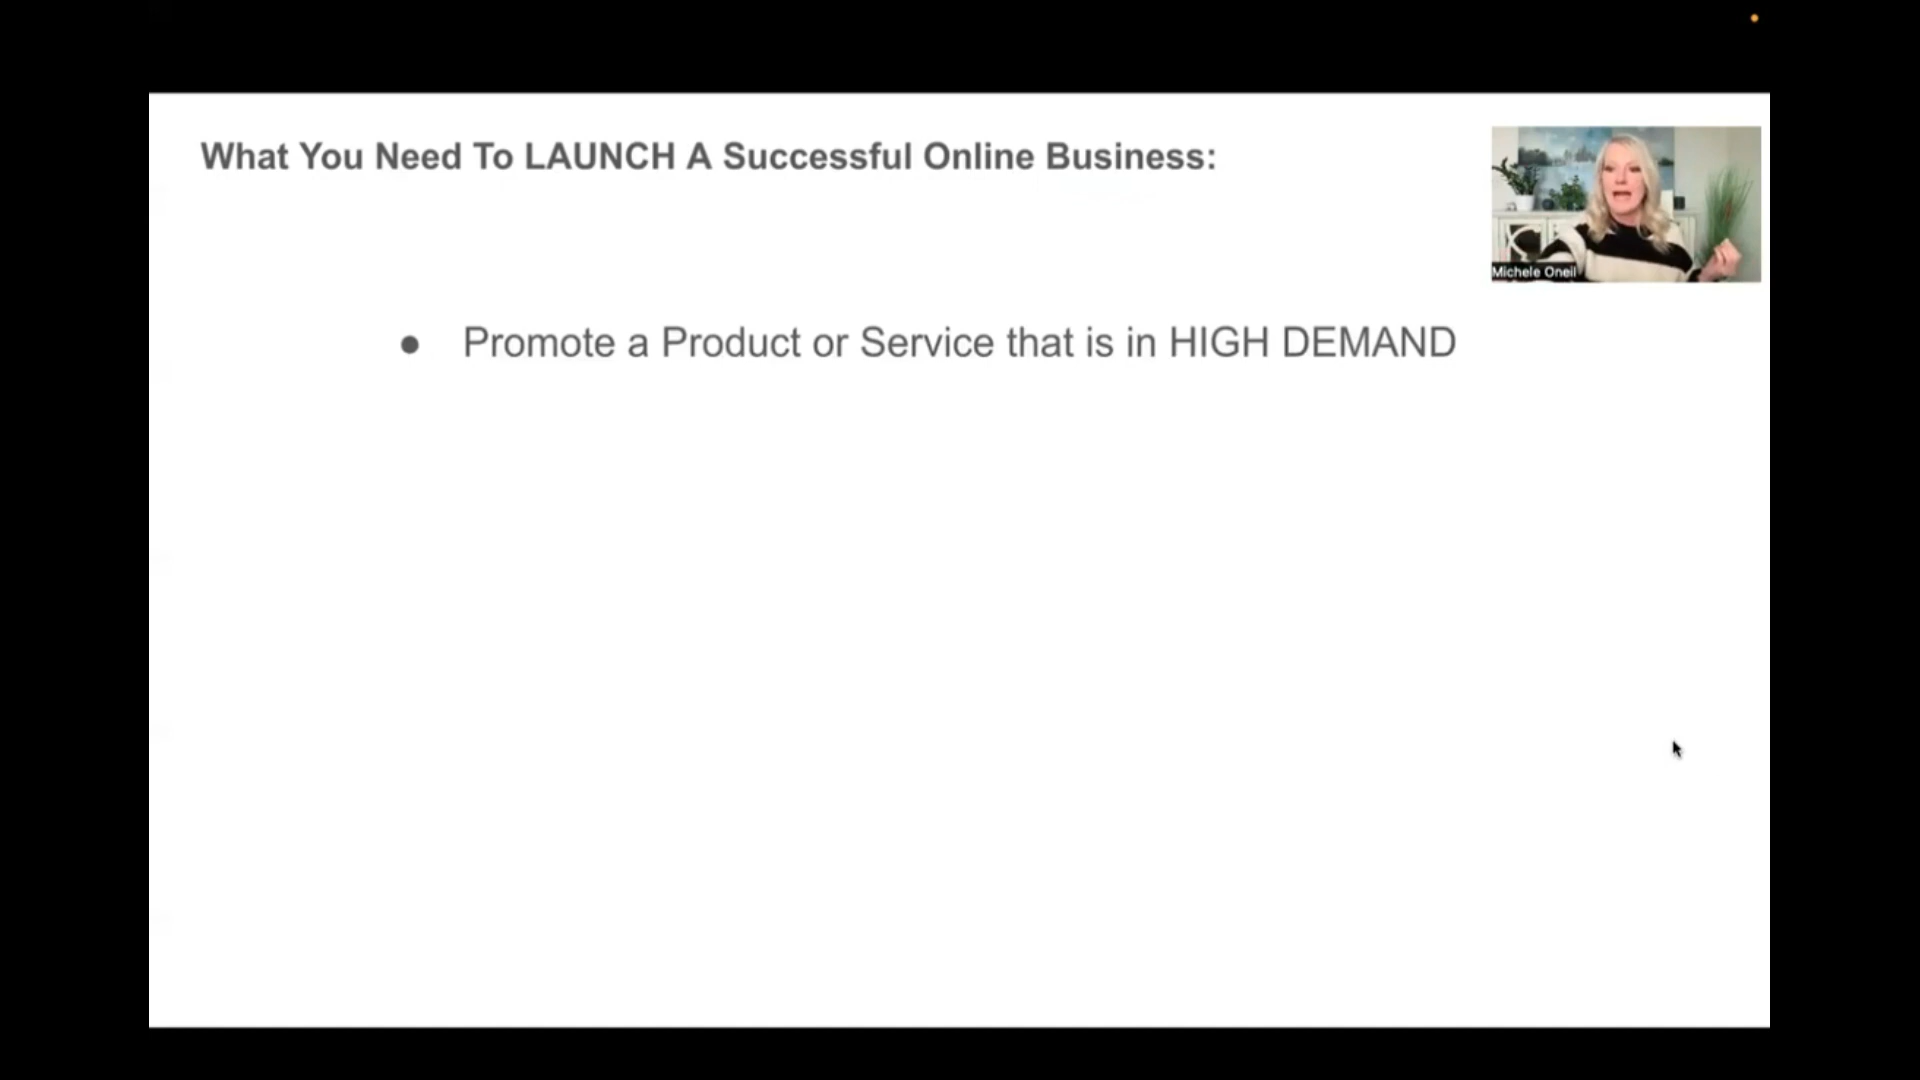 What You Need To LAUNCH A Successful Online Business:
Michele Oneil
● Promote a Product or Service that is in HIGH DEMAND